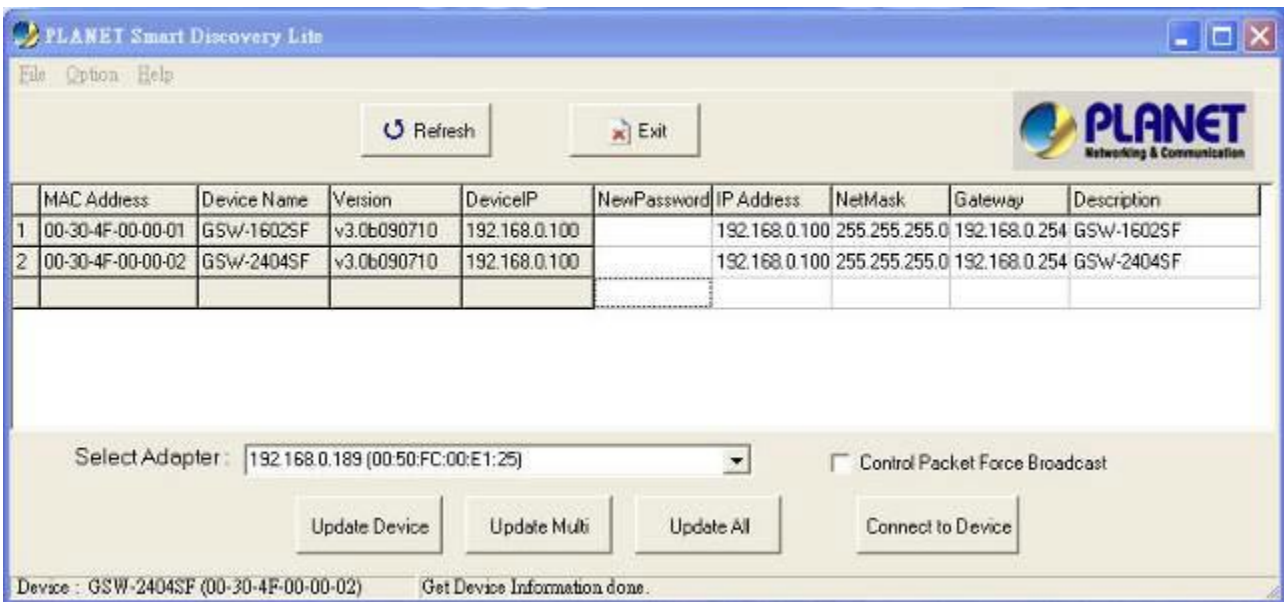 PLANET Smart Discovery Lite
File Option Help
Refresh Exit
PLANET
Networking & Communication
MAC Address Device Name Version DeviceIP NewPassword IP Address NetMask Gateway Description
1 00-30-4F-00-00-01 GSW-1602SF v3.0b090710 192.168.0.100 192.168.0.100 255.255.255.0 192.168.0.254 GSW-1602SF
2 00-30-4F-00-00-02 GSW-2404SF v3.0b090710 192.168.0.100 192.168.0.100 255.255.255.0 192.168.0.254 GSW-2404SF
Select Adapter : 192.168.0.189 (00:50:FC:00:E1:25) Control Packet Force Broadcast
Update Device Update Multi Update All Connect to Device
Device : GSW-2404SF (00-30-4F-00-00-02) Get Device Information done.